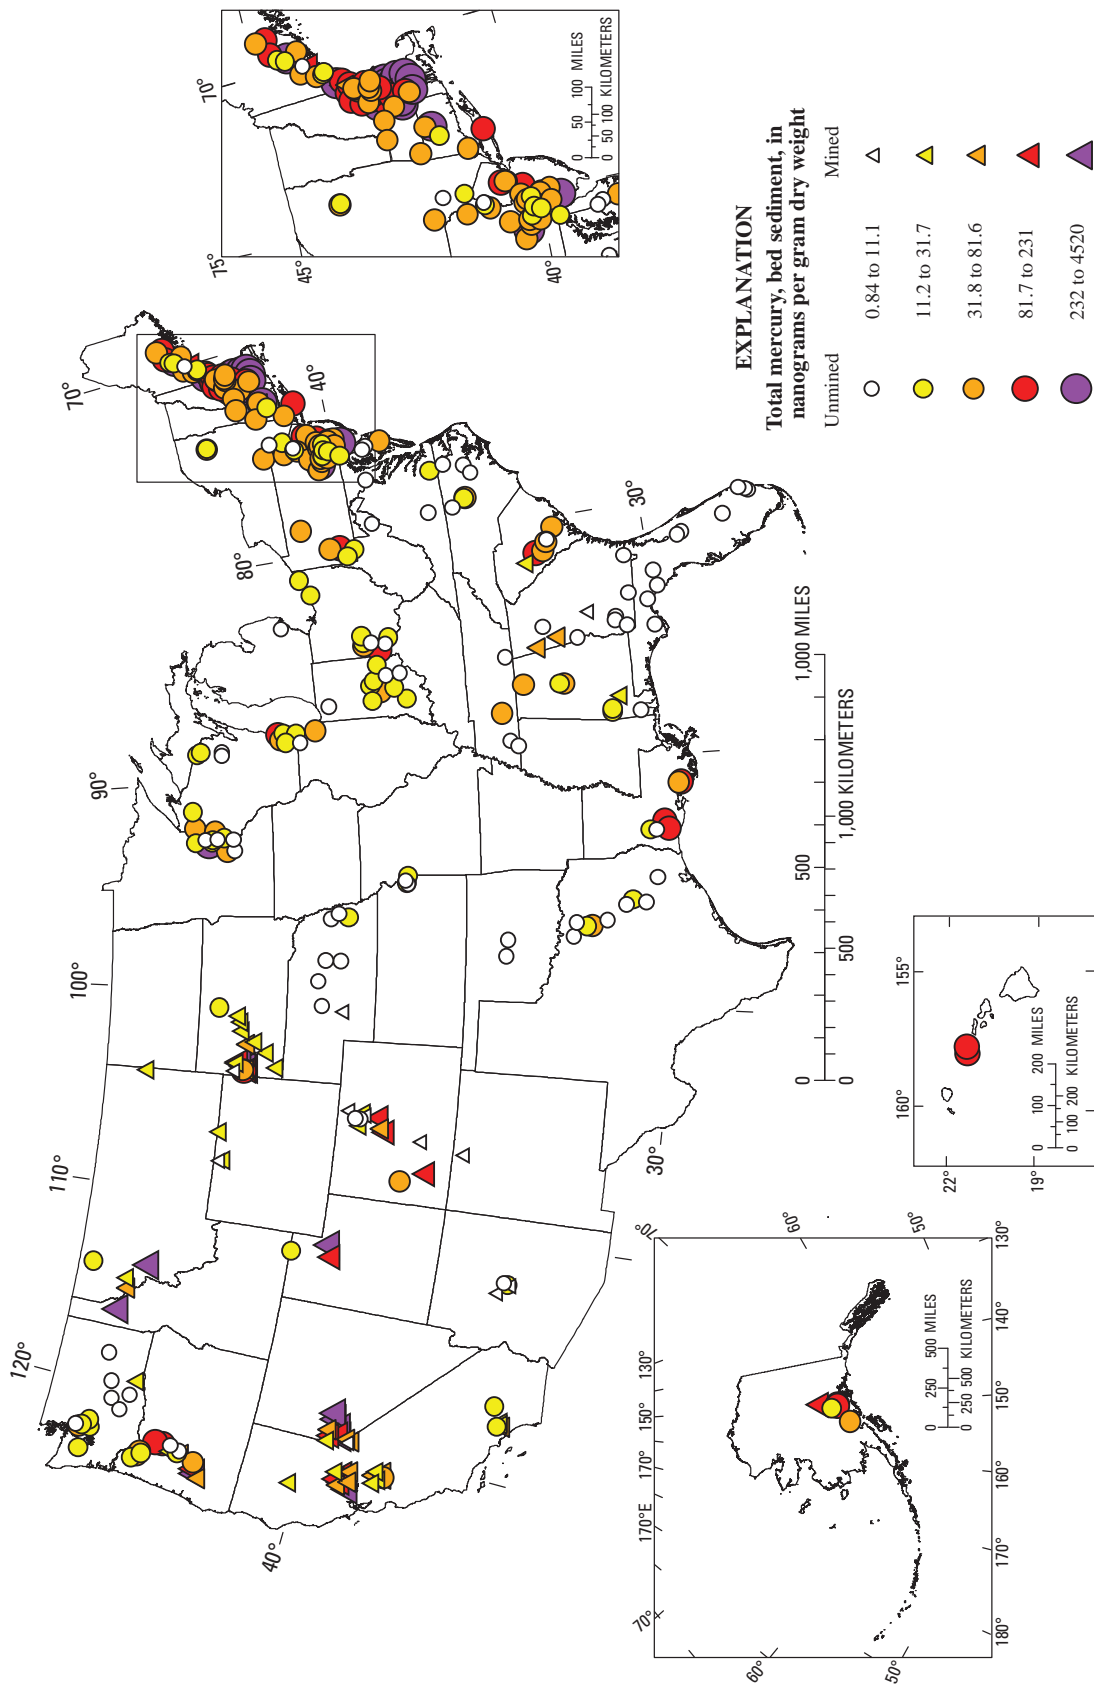 120°
110°
100°
90°
80°
70°
40°
40°
30°
30°
0 500 1,000 MILES
0 500 1,000 KILOMETERS
75°
70°
45°
40°
0 50 100 MILES
0 50 100 KILOMETERS
70°
60°
50°
170°E
180°
170°
160°
150°
140°
130°
170°
160°
150°
130°
70°
60°
50°
0 250 500 MILES
0 250 500 KILOMETERS
160°
155°
22°
19°
0 100 200 MILES
0 100 200 KILOMETERS
EXPLANATION
Total mercury, bed sediment, in
nanograms per gram dry weight
Unmined Mined
0.84 to 11.1
11.2 to 31.7
31.8 to 81.6
81.7 to 231
232 to 4520